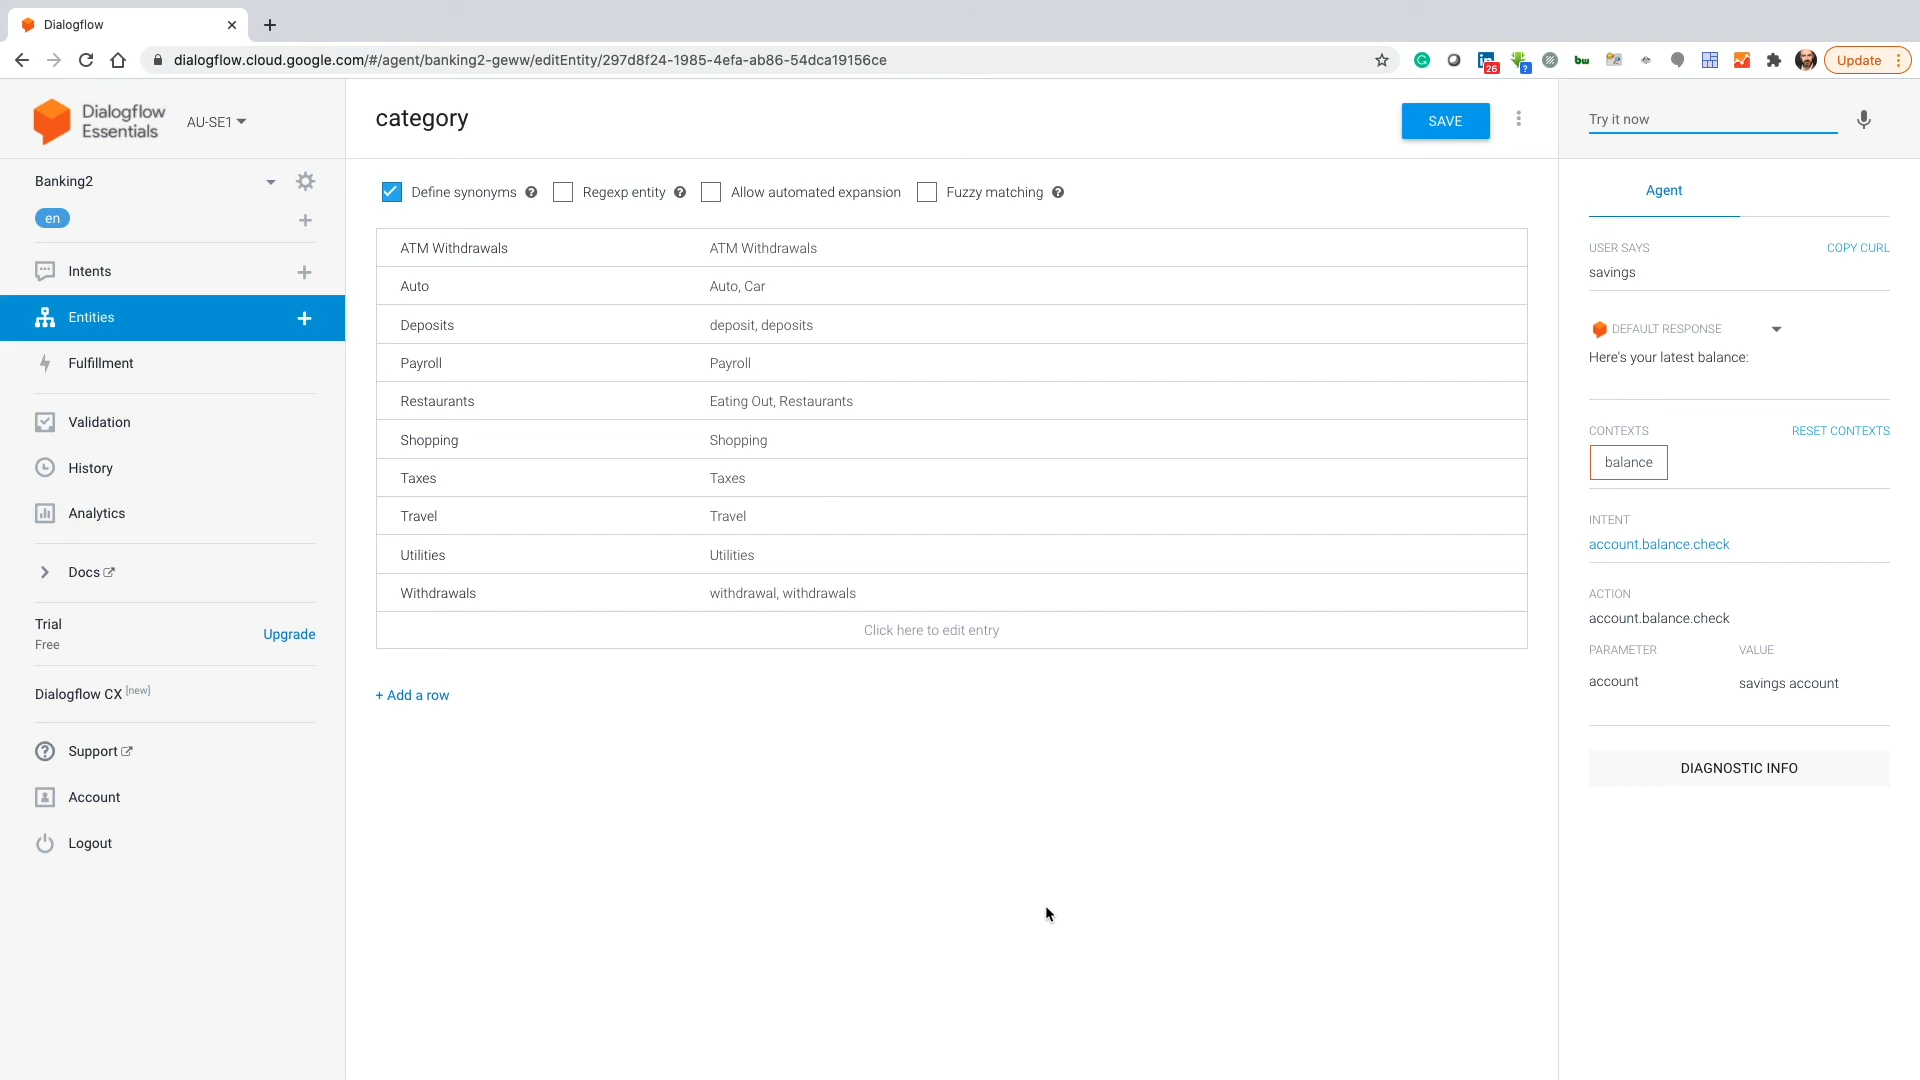 Dialogflow
dialogflow.cloud.google.com/#/agent/banking2-geww/editEntity/297d8f24-1985-4efa-ab86-54dca19156ce
26
?
bw
Update
Dialogflow
Essentials
AU-SE1
Banking2
en
Intents
Entities
Fulfillment
Validation
History
Analytics
Docs
Trial
Free
Upgrade
Dialogflow CX [new]
Support
Account
Logout
category
SAVE
Define synonyms ? Regexp entity ? Allow automated expansion Fuzzy matching ?
ATM Withdrawals ATM Withdrawals
Auto Auto, Car
Deposits deposit, deposits
Payroll Payroll
Restaurants Eating Out, Restaurants
Shopping Shopping
Taxes Taxes
Travel Travel
Utilities Utilities
Withdrawals withdrawal, withdrawals
Click here to edit entry
+ Add a row
Try it now
Agent
USER SAYS COPY CURL
savings
DEFAULT RESPONSE
Here's your latest balance:
CONTEXTS RESET CONTEXTS
balance
INTENT
account.balance.check
ACTION
account.balance.check
PARAMETER VALUE
account savings account
DIAGNOSTIC INFO